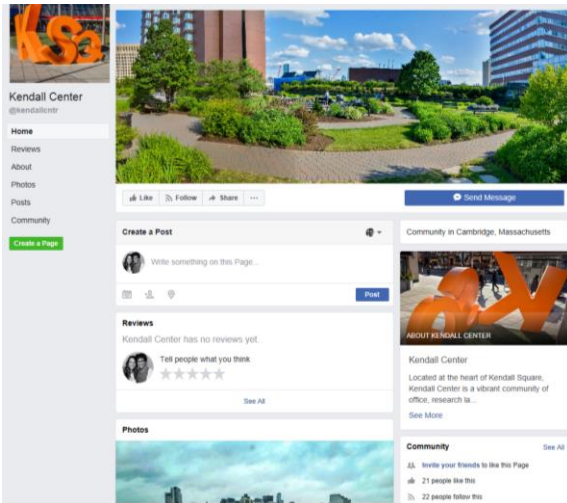 Kendall Center
@kendallcntr
Home
Reviews
About
Photos
Posts
Community
Create a Page
Like
Follow
Share
Send Message
Create a Post
Write something on this Page...
Post
Reviews
Kendall Center has no reviews yet.
Tell people what you think
See All
Photos
Community in Cambridge, Massachusetts
ABOUT KENDALL CENTER
Kendall Center
Located at the heart of Kendall Square,
Kendall Center is a vibrant community of
office, research la...
See More
Community
See All
Invite your friends to like this Page
21 people like this
22 people follow this